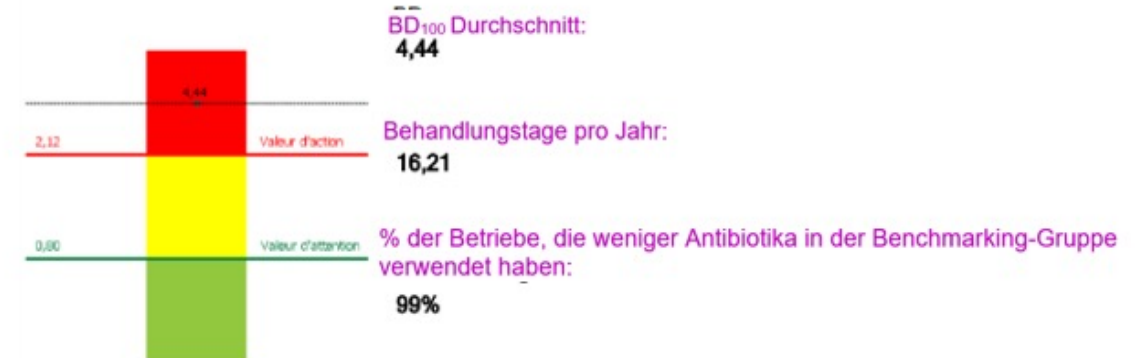 BD₁₀₀ Durchschnitt:
4,44
4,44
2,12 Valeur d'action
Behandlungstage pro Jahr:
16,21
0,80 Valeur d'attention
% der Betriebe, die weniger Antibiotika in der Benchmarking-Gruppe
verwendet haben:
99%